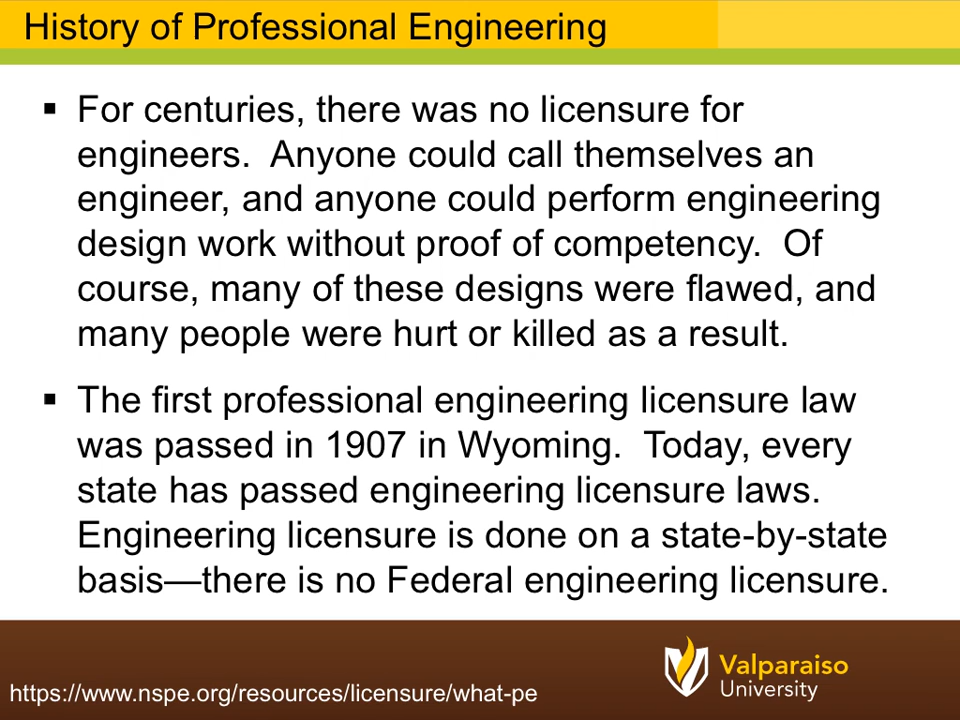 History of Professional Engineering
▪ For centuries, there was no licensure for
engineers.  Anyone could call themselves an
engineer, and anyone could perform engineering
design work without proof of competency.  Of
course, many of these designs were flawed, and
many people were hurt or killed as a result.
▪ The first professional engineering licensure law
was passed in 1907 in Wyoming.  Today, every
state has passed engineering licensure laws.
Engineering licensure is done on a state-by-state
basis—there is no Federal engineering licensure.
Valparaiso
University
https://www.nspe.org/resources/licensure/what-pe